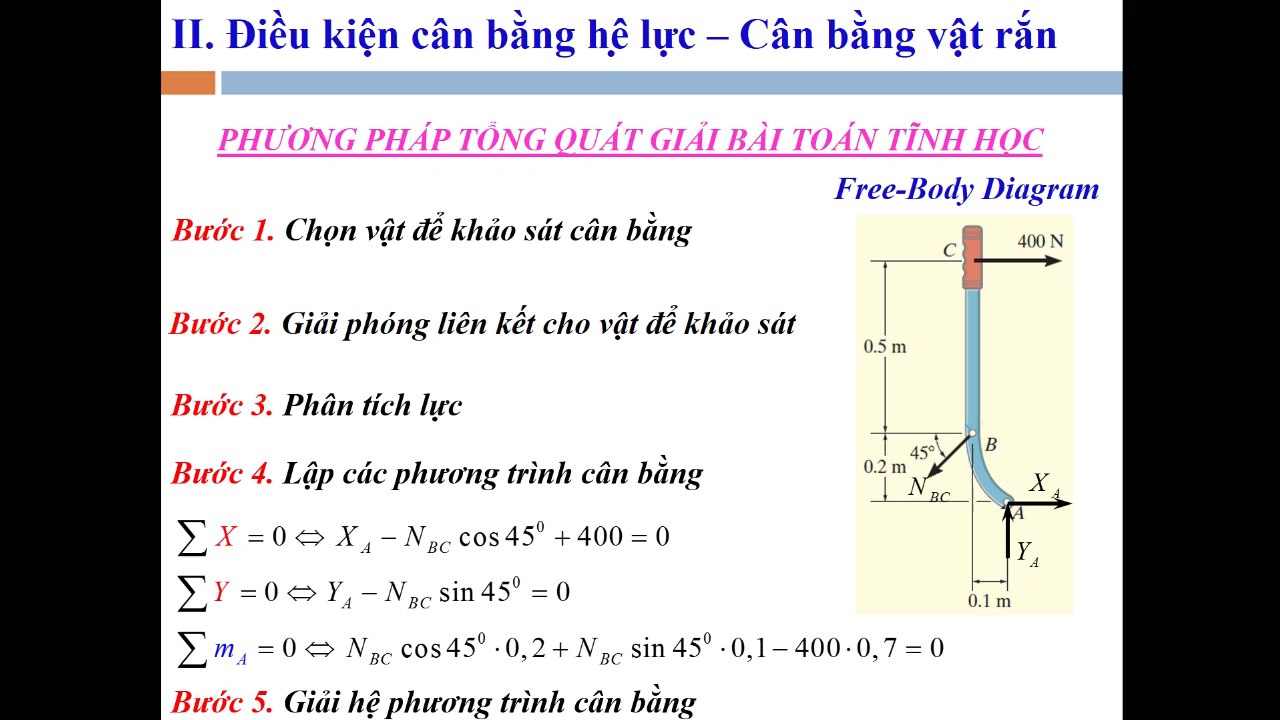 II. Điều kiện cân bằng hê lực – Cân bằng vật rắn
PHƯƠNG PHÁP TỔNG QUÁT GIẢI BÀI TOÁN TĨNH HỌC
Free-Body Diagram
Bước 1. Chọn vật để khảo sát cân bằng
Bước 2. Giải phóng liên kết cho vật để khảo sát
Bước 3. Phân tích lực
Bước 4. Lập các phương trình cân bằng
∑ X = 0 ⇔ X_A − N_BC cos 45⁰ + 400 = 0
∑ Y = 0 ⇔ Y_A − N_BC sin 45⁰ = 0
∑ m_A = 0 ⇔ N_BC cos 45⁰ · 0,2 + N_BC sin 45⁰ · 0,1 − 400 · 0,7 = 0
Bước 5. Giải hệ phương trình cân bằng
C
400 N
0.5 m
B
45°
0.2 m
N_BC
X_A
A
Y_A
0.1 m